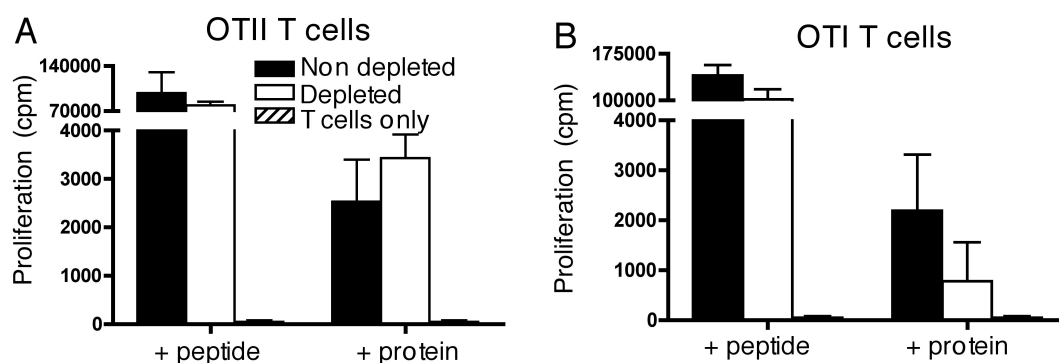 A
OTII T cells
Non depleted
Depleted
T cells only
Proliferation (cpm)
140000
70000
4000
3000
2000
1000
0
+ peptide
+ protein
B
OTI T cells
Proliferation (cpm)
175000
100000
4000
3000
2000
1000
0
+ peptide
+ protein